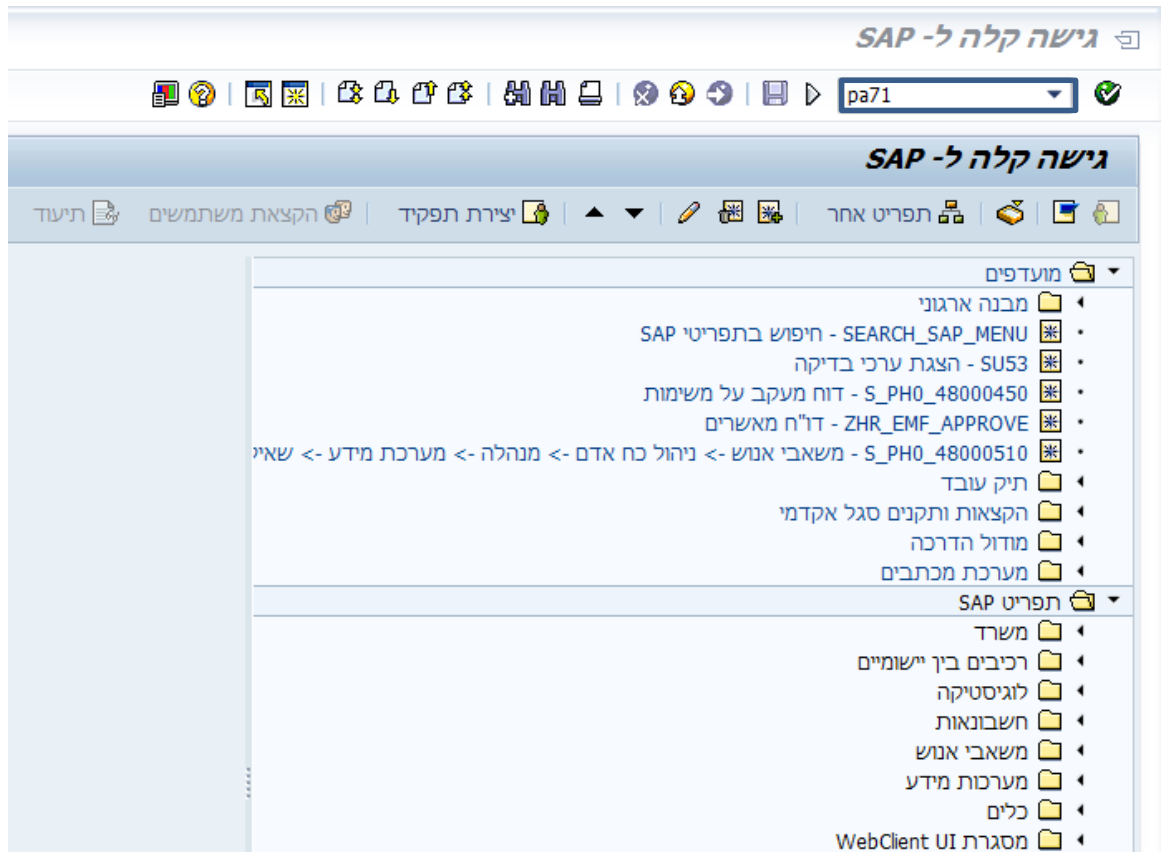 גישה קלה ל- SAP
pa71
גישה קלה ל- SAP
תפריט אחר יצירת תפקיד הקצאת משתמשים תיעוד
מועדפים
מבנה ארגוני
SEARCH_SAP_MENU - חיפוש בתפריטי SAP
SU53 - הצגת ערכי בדיקה
S_PH0_48000450 - דוח מעקב על משימות
ZHR_EMF_APPROVE - דו"ח מאשרים
S_PH0_48000510 - משאבי אנוש -> ניהול כח אדם -> מנהלה -> מערכת מידע -> שאיל
תיק עובד
הקצאות ותקנים סגל אקדמי
מודול הדרכה
מערכת מכתבים
תפריט SAP
משרד
רכיבים בין יישומיים
לוגיסטיקה
חשבונאות
משאבי אנוש
מערכות מידע
כלים
מסגרת WebClient UI